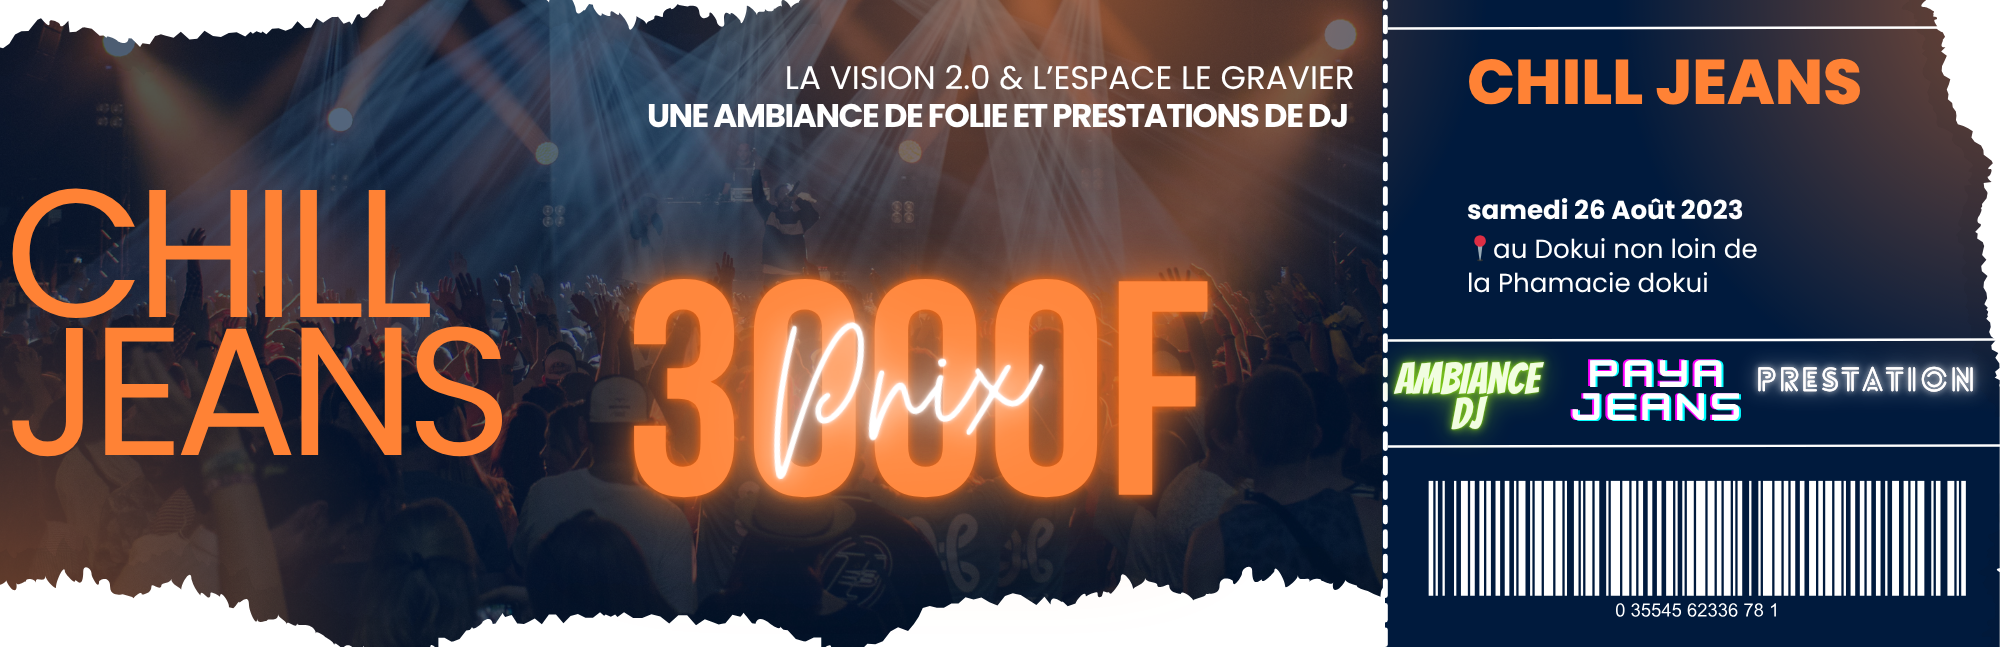 LA VISION 2.0 & L'ESPACE LE GRAVIER
UNE AMBIANCE DE FOLIE ET PRESTATIONS DE DJ
CHILL
JEANS
3000F
Prix
CHILL JEANS
samedi 26 Août 2023
📍au Dokui non loin de
la Phamacie dokui
AMBIANCE
DJ
PAYA
JEANS
PRESTATION
0 35545 62336 78 1